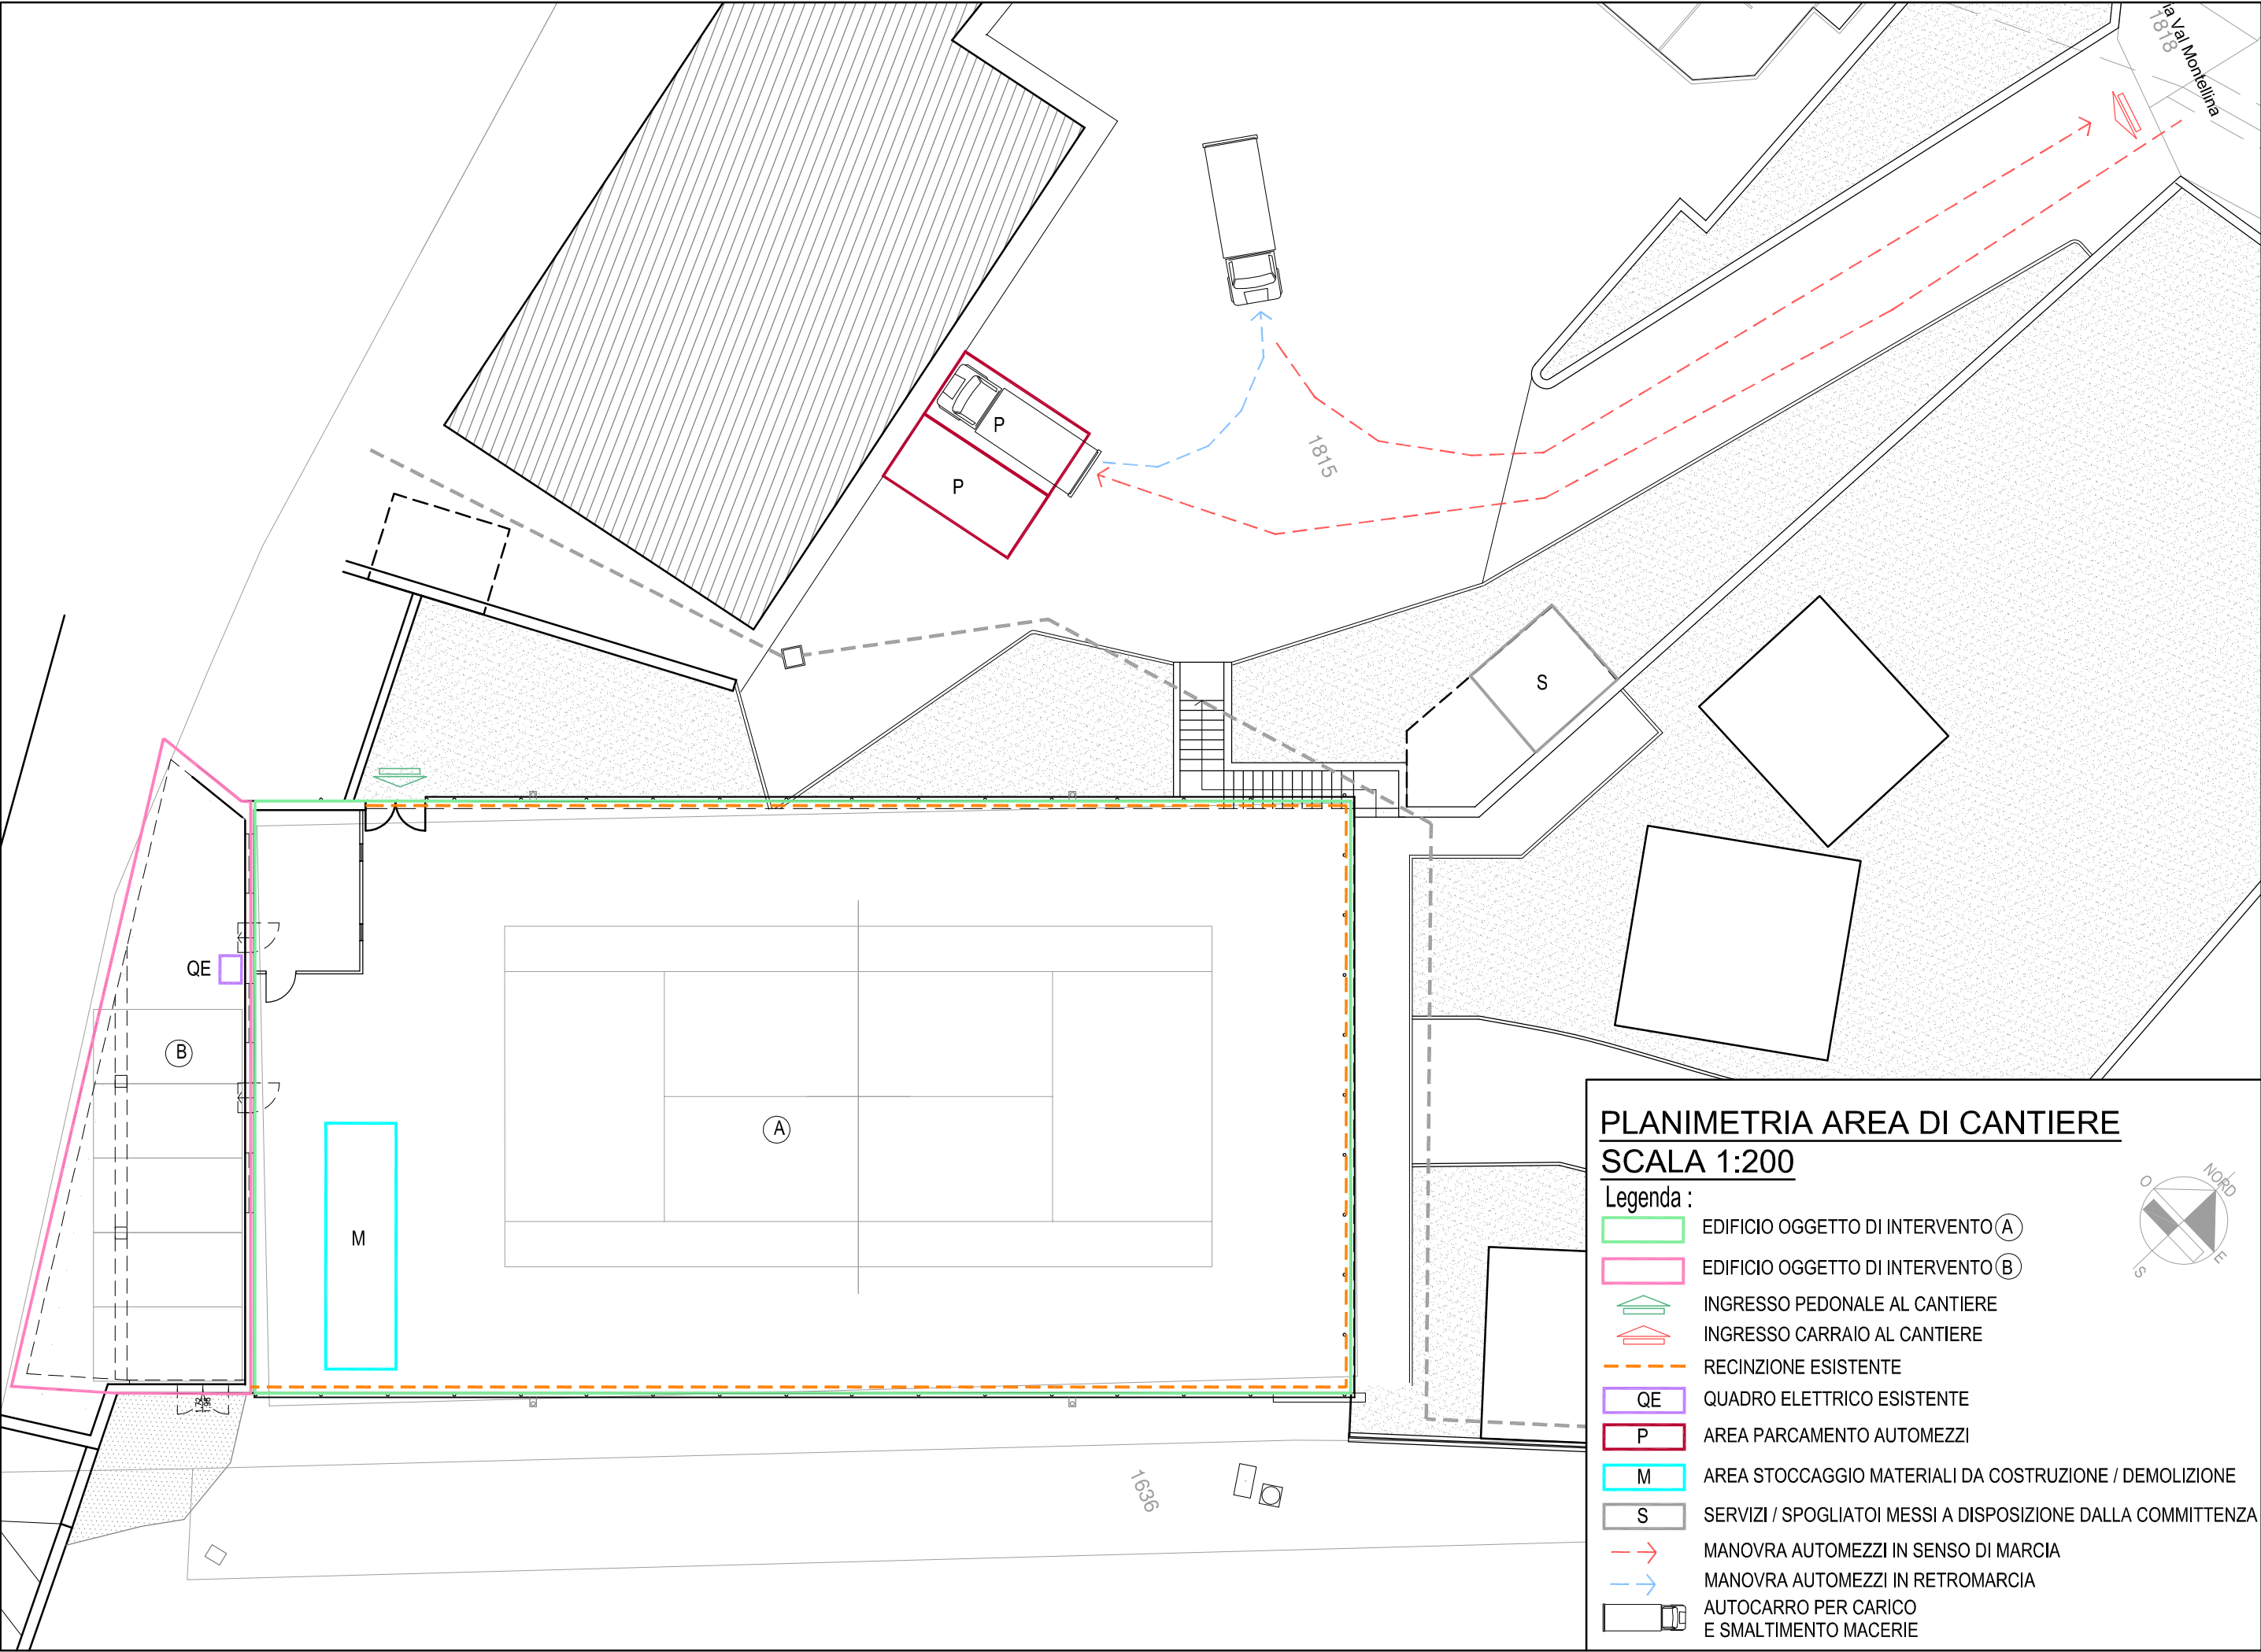 1818
Val Montellina
1815
P
P
S
QE
B
A
M
1636
PLANIMETRIA AREA DI CANTIERE
SCALA 1:200
Legenda :
NORD
O
E
S
EDIFICIO OGGETTO DI INTERVENTO A
EDIFICIO OGGETTO DI INTERVENTO B
INGRESSO PEDONALE AL CANTIERE
INGRESSO CARRAIO AL CANTIERE
RECINZIONE ESISTENTE
QE QUADRO ELETTRICO ESISTENTE
P AREA PARCAMENTO AUTOMEZZI
M AREA STOCCAGGIO MATERIALI DA COSTRUZIONE / DEMOLIZIONE
S SERVIZI / SPOGLIATOI MESSI A DISPOSIZIONE DALLA COMMITTENZA
MANOVRA AUTOMEZZI IN SENSO DI MARCIA
MANOVRA AUTOMEZZI IN RETROMARCIA
AUTOCARRO PER CARICO
E SMALTIMENTO MACERIE